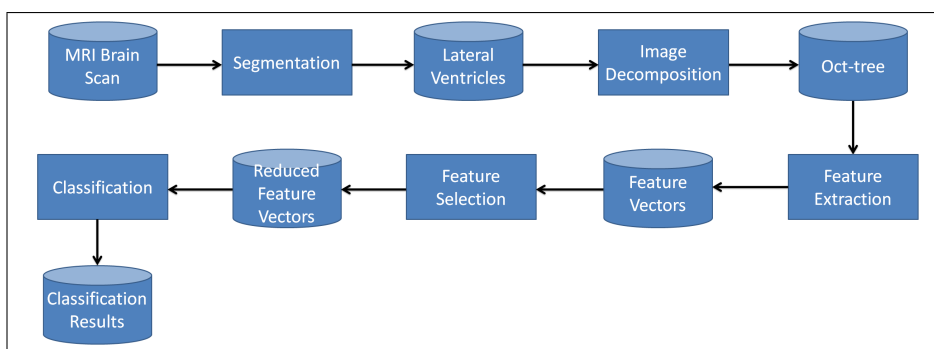 MRI Brain
Scan
Segmentation
Lateral
Ventricles
Image
Decomposition
Oct-tree
Feature
Extraction
Feature
Vectors
Feature
Selection
Reduced
Feature
Vectors
Classification
Classification
Results